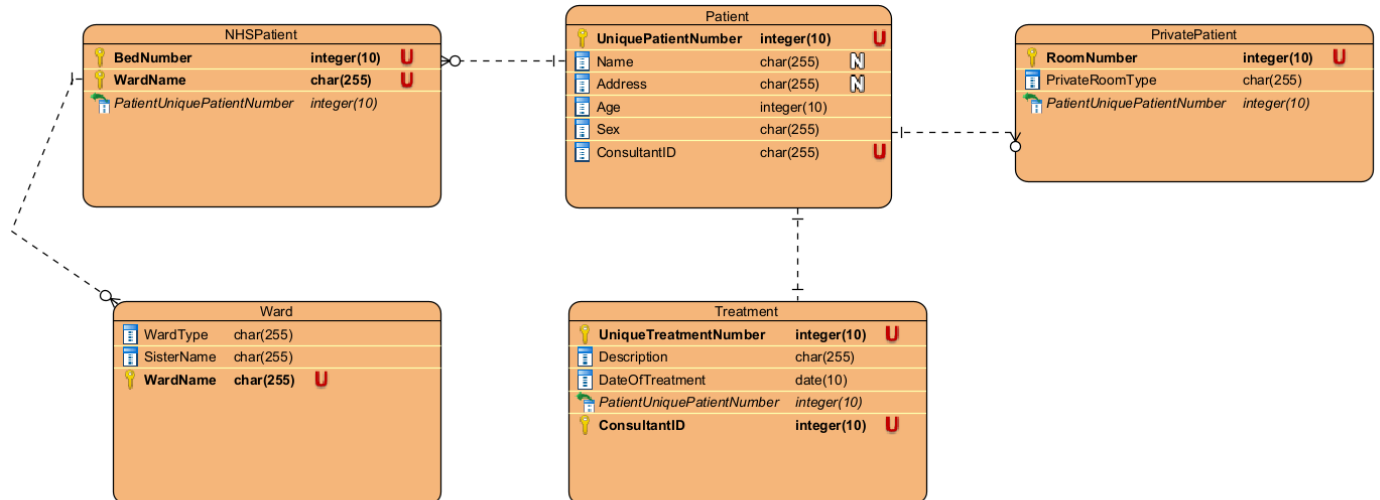 NHSPatient
BedNumber integer(10) U
WardName char(255) U
PatientUniquePatientNumber integer(10)
Patient
UniquePatientNumber integer(10) U
Name char(255) N
Address char(255) N
Age integer(10)
Sex char(255)
ConsultantID char(255) U
PrivatePatient
RoomNumber integer(10) U
PrivateRoomType char(255)
PatientUniquePatientNumber integer(10)
Ward
WardType char(255)
SisterName char(255)
WardName char(255) U
Treatment
UniqueTreatmentNumber integer(10) U
Description char(255)
DateOfTreatment date(10)
PatientUniquePatientNumber integer(10)
ConsultantID integer(10) U